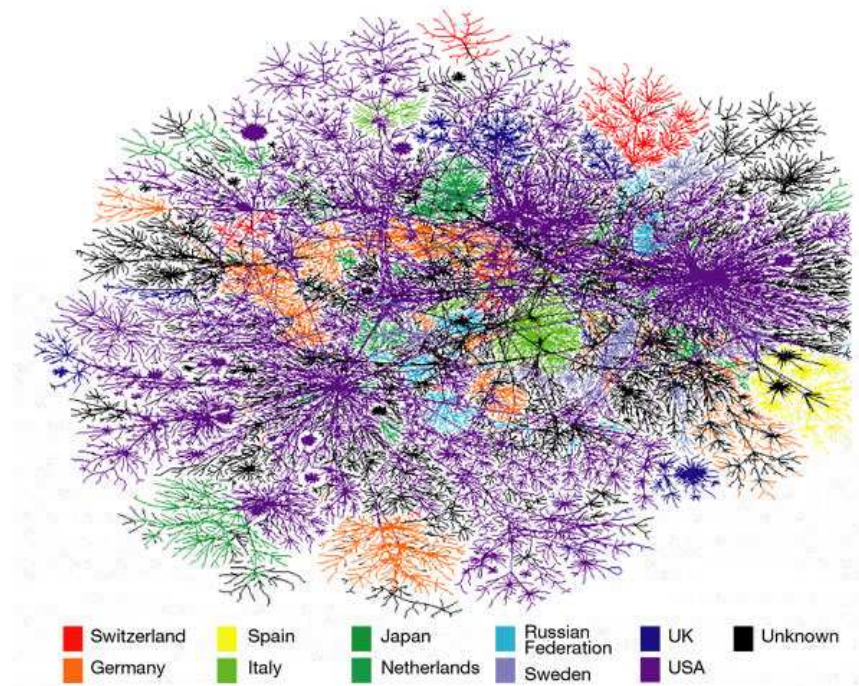 Switzerland
Spain
Japan
Russian
Federation
UK
Unknown
Germany
Italy
Netherlands
Sweden
USA